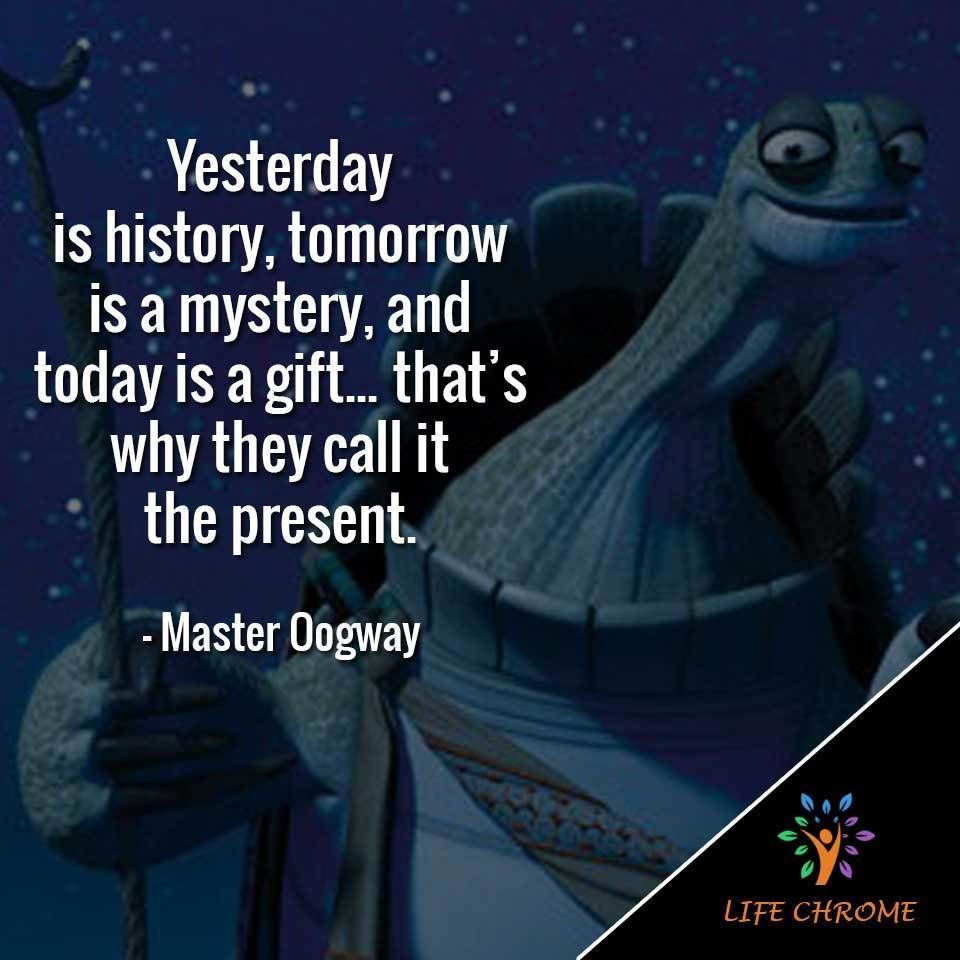 Yesterday
is history, tomorrow
is a mystery, and
today is a gift... that’s
why they call it
the present.
- Master Oogway
LIFE CHROME